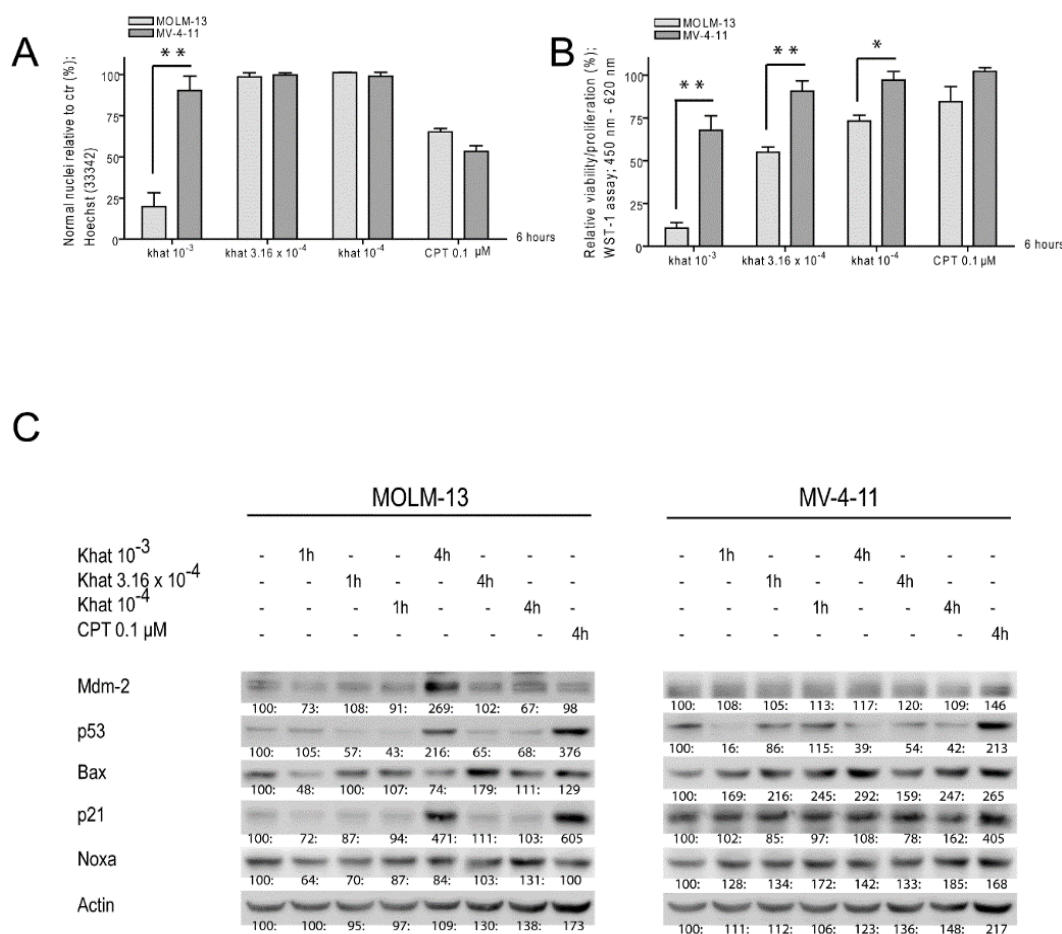 A
MOLM-13
MV-4-11
**
Normal nuclei relative to ctr (%);
Hoechst (33342)
100
75
50
25
0
khat 10-3
khat 3.16 x 10-4
khat 10-4
CPT 0.1 µM
6 hours
B
MOLM-13
MV-4-11
**
**
*
Relative viability/proliferation (%);
WST-1 assay; 450 nm - 620 nm
100
75
50
25
0
khat 10-3
khat 3.16 x 10-4
khat 10-4
CPT 0.1 µM
6 hours
C
MOLM-13 MV-4-11
Khat 10-3 - 1h - - 4h - - - - 1h - - 4h - - -
Khat 3.16 x 10-4 - - 1h - - 4h - - - - 1h - - 4h - -
Khat 10-4 - - - 1h - - 4h - - - - 1h - - 4h -
CPT 0.1 µM - - - - - - - 4h - - - - - - - 4h
Mdm-2
100: 73: 108: 91: 269: 102: 67: 98 100: 108: 105: 113: 117: 120: 109: 146
p53
100: 105: 57: 43: 216: 65: 68: 376 100: 16: 86: 115: 39: 54: 42: 213
Bax
100: 48: 100: 107: 74: 179: 111: 129 100: 169: 216: 245: 292: 159: 247: 265
p21
100: 72: 87: 94: 471: 111: 103: 605 100: 102: 85: 97: 108: 78: 162: 405
Noxa
100: 64: 70: 87: 84: 103: 131: 100 100: 128: 134: 172: 142: 133: 185: 168
Actin
100: 100: 95: 97: 109: 130: 138: 173 100: 111: 112: 106: 123: 136: 148: 217